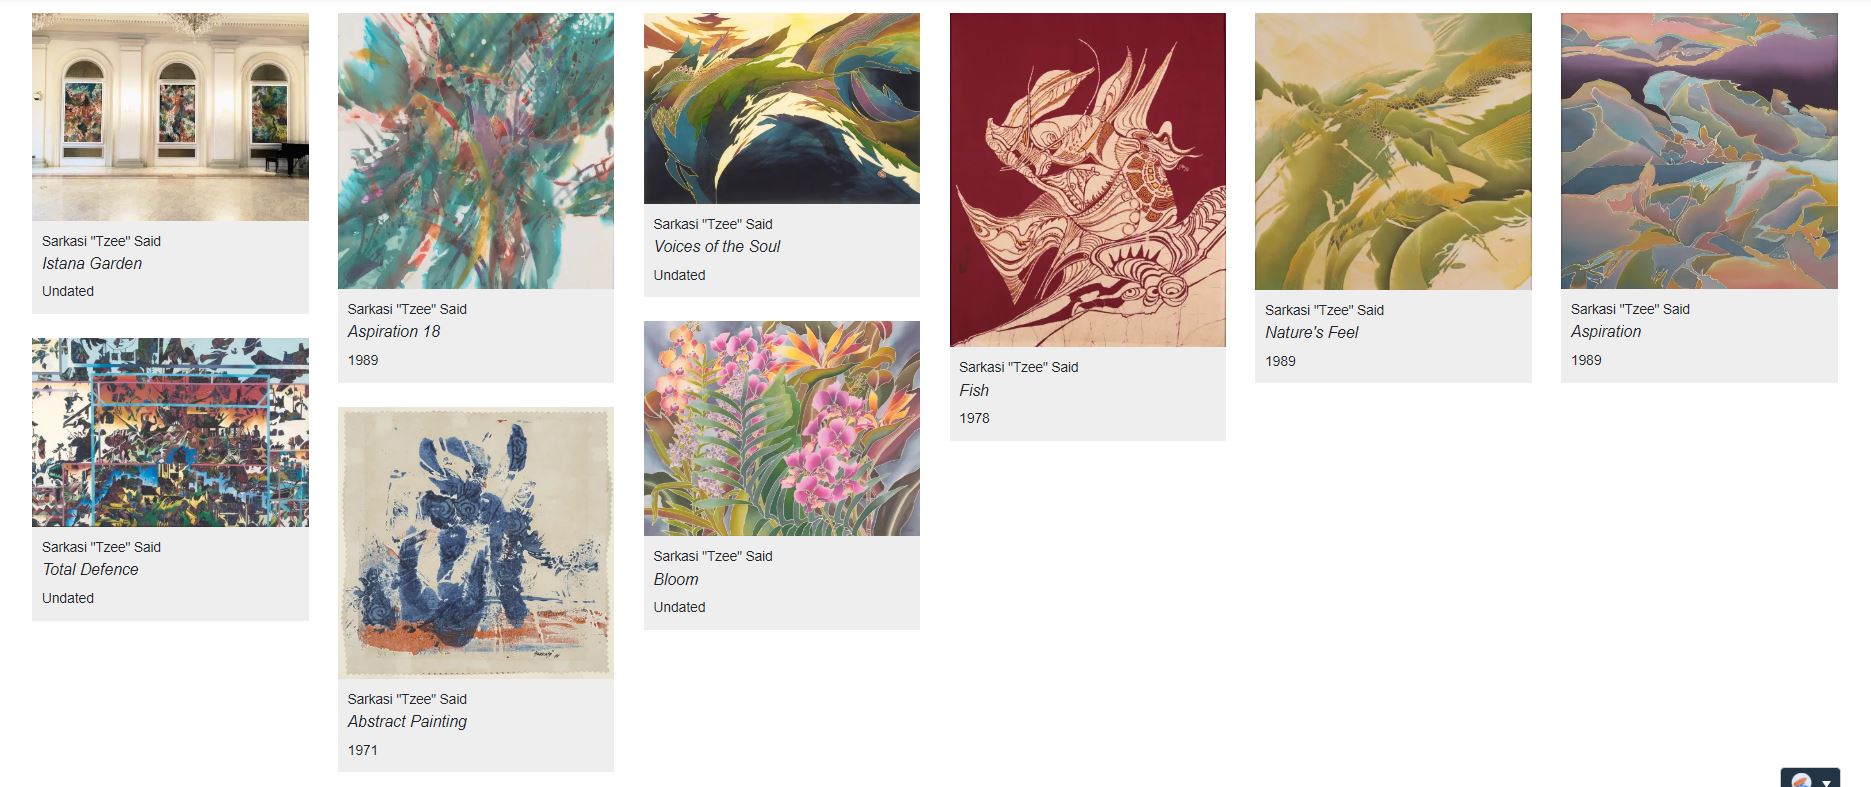 Sarkasi "Tzee" Said
Istana Garden
Undated
Sarkasi "Tzee" Said
Aspiration 18
1989
Sarkasi "Tzee" Said
Voices of the Soul
Undated
Sarkasi "Tzee" Said
Fish
1978
Sarkasi "Tzee" Said
Nature's Feel
1989
Sarkasi "Tzee" Said
Aspiration
1989
Sarkasi "Tzee" Said
Total Defence
Undated
Sarkasi "Tzee" Said
Abstract Painting
1971
Sarkasi "Tzee" Said
Bloom
Undated